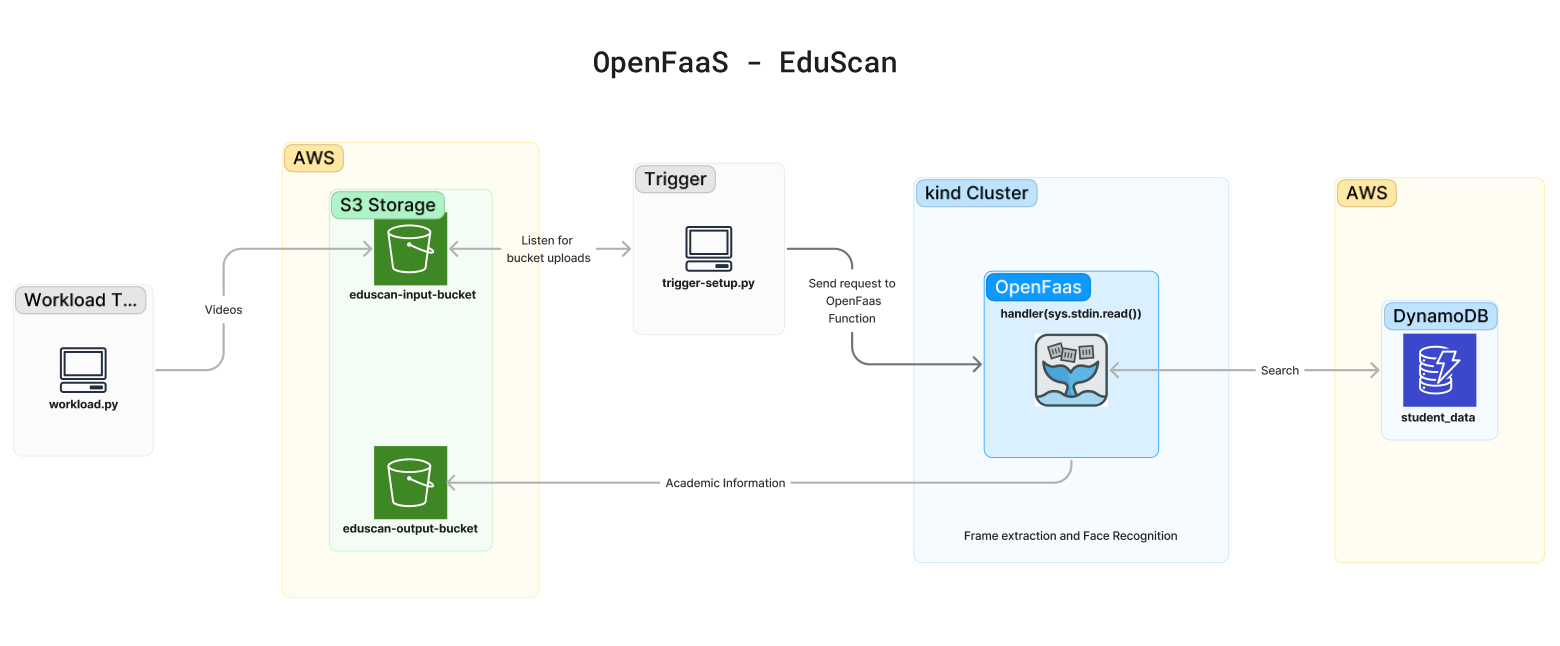 OpenFaaS - EduScan
AWS
S3 Storage
Trigger
kind Cluster
AWS
Listen for
bucket uploads
trigger-setup.py
Send request to
OpenFaas
Function
OpenFaas
handler(sys.stdin.read())
eduscan-input-bucket
Workload T...
Videos
workload.py
DynamoDB
Search
student_data
Academic Information
eduscan-output-bucket
Frame extraction and Face Recognition